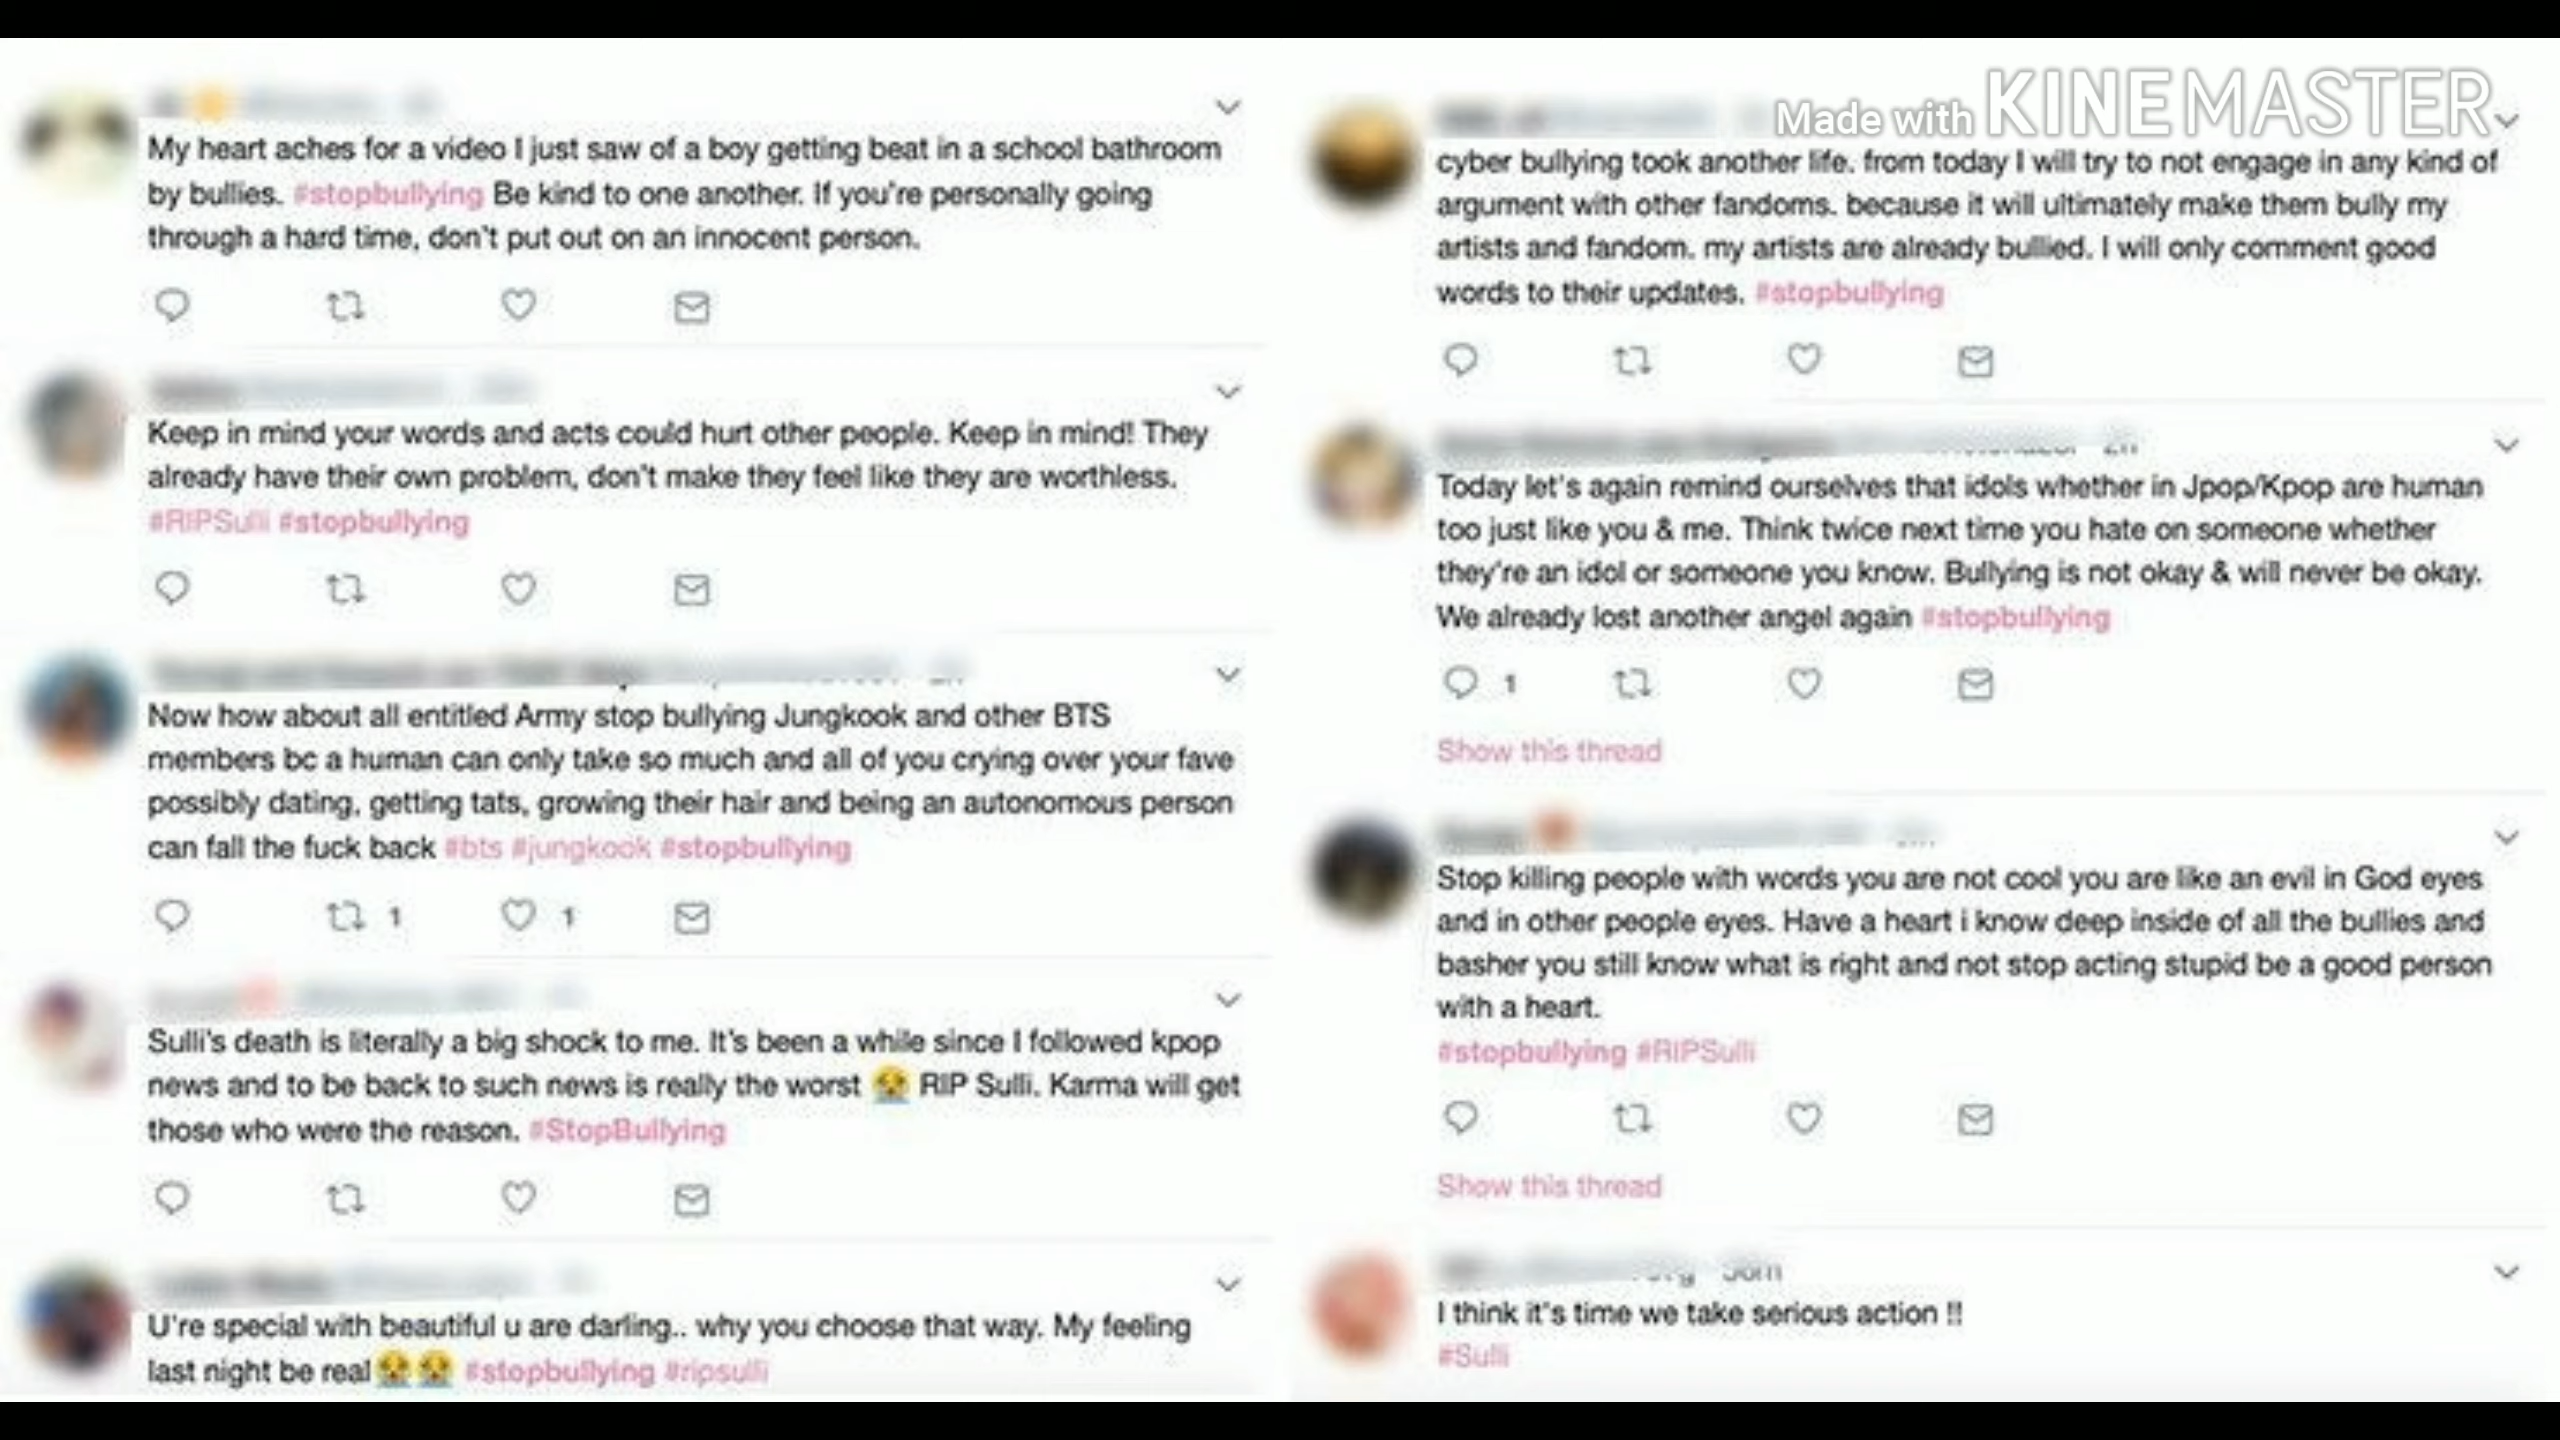 My heart aches for a video I just saw of a boy getting beat in a school bathroom
by bullies. #stopbullying Be kind to one another. If you're personally going
through a hard time, don't put out on an innocent person.
Keep in mind your words and acts could hurt other people. Keep in mind! They
already have their own problem, don't make they feel like they are worthless.
#RIPSulli #stopbullying
Now how about all entitled Army stop bullying Jungkook and other BTS
members bc a human can only take so much and all of you crying over your fave
possibly dating, getting tats, growing their hair and being an autonomous person
can fall the fuck back #bts #jungkook #stopbullying
1 1
Sulli's death is literally a big shock to me. It's been a while since I followed kpop
news and to be back to such news is really the worst 😭 RIP Sulli. Karma will get
those who were the reason. #StopBullying
U're special with beautiful u are darling.. why you choose that way. My feeling
last night be real😭😭 #stopbullying #ripsulli
Made with KINEMASTER
cyber bullying took another life. from today I will try to not engage in any kind of
argument with other fandoms. because it will ultimately make them bully my
artists and fandom. my artists are already bullied. I will only comment good
words to their updates. #stopbullying
Today let's again remind ourselves that idols whether in Jpop/Kpop are human
too just like you & me. Think twice next time you hate on someone whether
they're an idol or someone you know. Bullying is not okay & will never be okay.
We already lost another angel again #stopbullying
1
Show this thread
Stop killing people with words you are not cool you are like an evil in God eyes
and in other people eyes. Have a heart i know deep inside of all the bullies and
basher you still know what is right and not stop acting stupid be a good person
with a heart.
#stopbullying #RIPSulli
Show this thread
I think it's time we take serious action !!
#Sulli